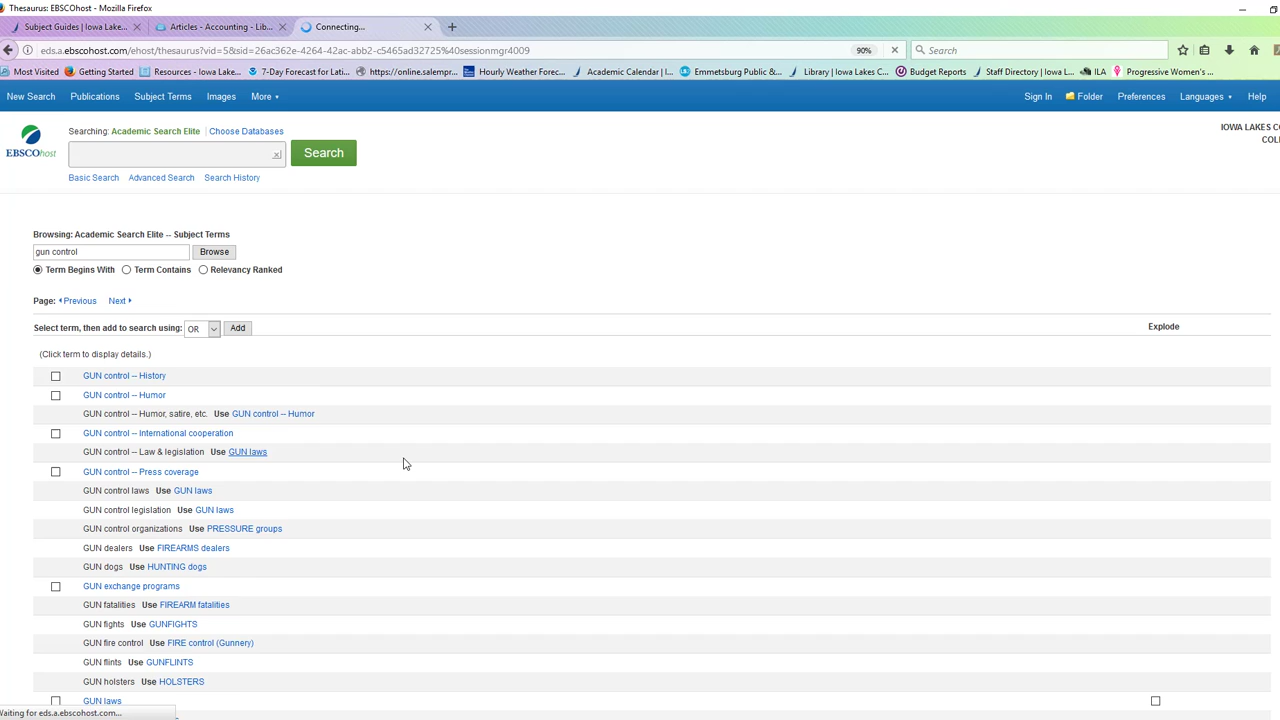 Thesaurus: EBSCOhost - Mozilla Firefox
Subject Guides | Iowa Lake... × Articles - Accounting - Lib... × Connecting... × +
eds.a.ebscohost.com/ehost/thesaurus?vid=5&sid=26ac362e-4264-42ac-abb2-c5465ad32725%40sessionmgr4009 90% Search
Most Visited Getting Started Resources - Iowa Lake... 7-Day Forecast for Lati... https://online.salempr... Hourly Weather Forec... Academic Calendar | I... Emmetsburg Public &... Library | Iowa Lakes C... Budget Reports Staff Directory | Iowa L... ILA Progressive Women's ...
New Search Publications Subject Terms Images More Sign In Folder Preferences Languages Help
Searching: Academic Search Elite | Choose Databases
IOWA LAKES C
COL
EBSCOhost
Search
Basic Search Advanced Search Search History
Browsing: Academic Search Elite -- Subject Terms
gun control Browse
Term Begins With Term Contains Relevancy Ranked
Page: Previous Next
Select term, then add to search using: OR Add Explode
(Click term to display details.)
GUN control -- History
GUN control -- Humor
GUN control -- Humor, satire, etc. Use GUN control -- Humor
GUN control -- International cooperation
GUN control -- Law & legislation Use GUN laws
GUN control -- Press coverage
GUN control laws Use GUN laws
GUN control legislation Use GUN laws
GUN control organizations Use PRESSURE groups
GUN dealers Use FIREARMS dealers
GUN dogs Use HUNTING dogs
GUN exchange programs
GUN fatalities Use FIREARM fatalities
GUN fights Use GUNFIGHTS
GUN fire control Use FIRE control (Gunnery)
GUN flints Use GUNFLINTS
GUN holsters Use HOLSTERS
GUN laws
Waiting for eds.a.ebscohost.com...